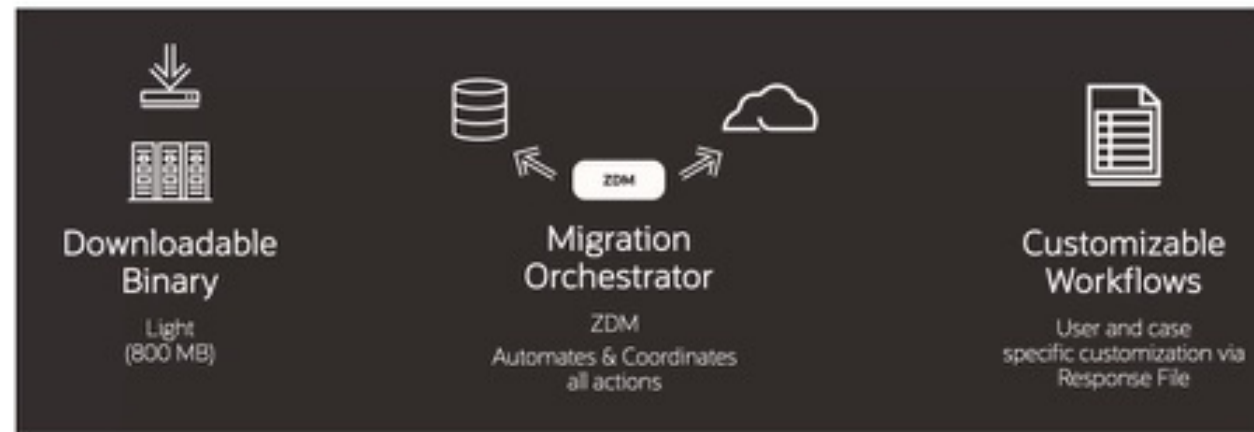 Downloadable
Binary
Light
(800 MB)
ZDM
Migration
Orchestrator
ZDM
Automates & Coordinates
all actions
Customizable
Workflows
User and case
specific customization via
Response File